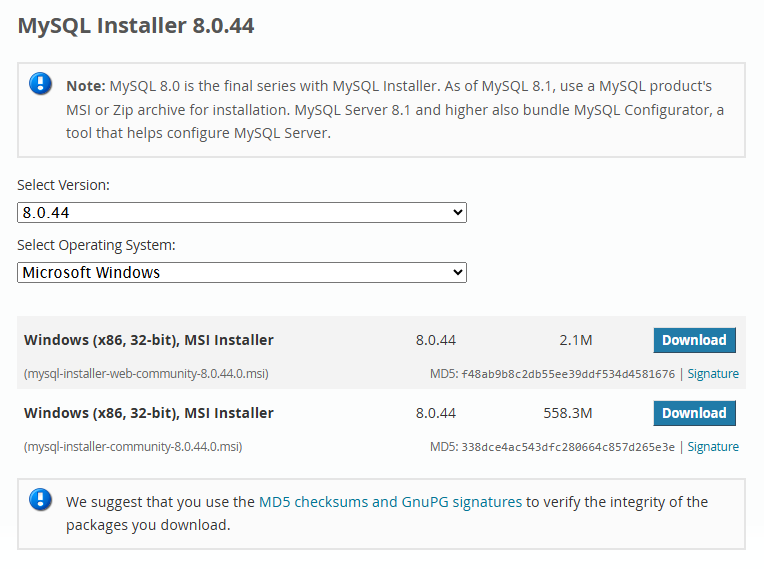 MySQL Installer 8.0.44
Note: MySQL 8.0 is the final series with MySQL Installer. As of MySQL 8.1, use a MySQL product's
MSI or Zip archive for installation. MySQL Server 8.1 and higher also bundle MySQL Configurator, a
tool that helps configure MySQL Server.
Select Version:
8.0.44
Select Operating System:
Microsoft Windows
Windows (x86, 32-bit), MSI Installer 8.0.44 2.1M Download
(mysql-installer-web-community-8.0.44.0.msi) MD5: f48ab9b8c2db55ee39ddf534d4581676 | Signature
Windows (x86, 32-bit), MSI Installer 8.0.44 558.3M Download
(mysql-installer-community-8.0.44.0.msi) MD5: 338dce4ac543dfc280664c857d265e3e | Signature
We suggest that you use the MD5 checksums and GnuPG signatures to verify the integrity of the
packages you download.